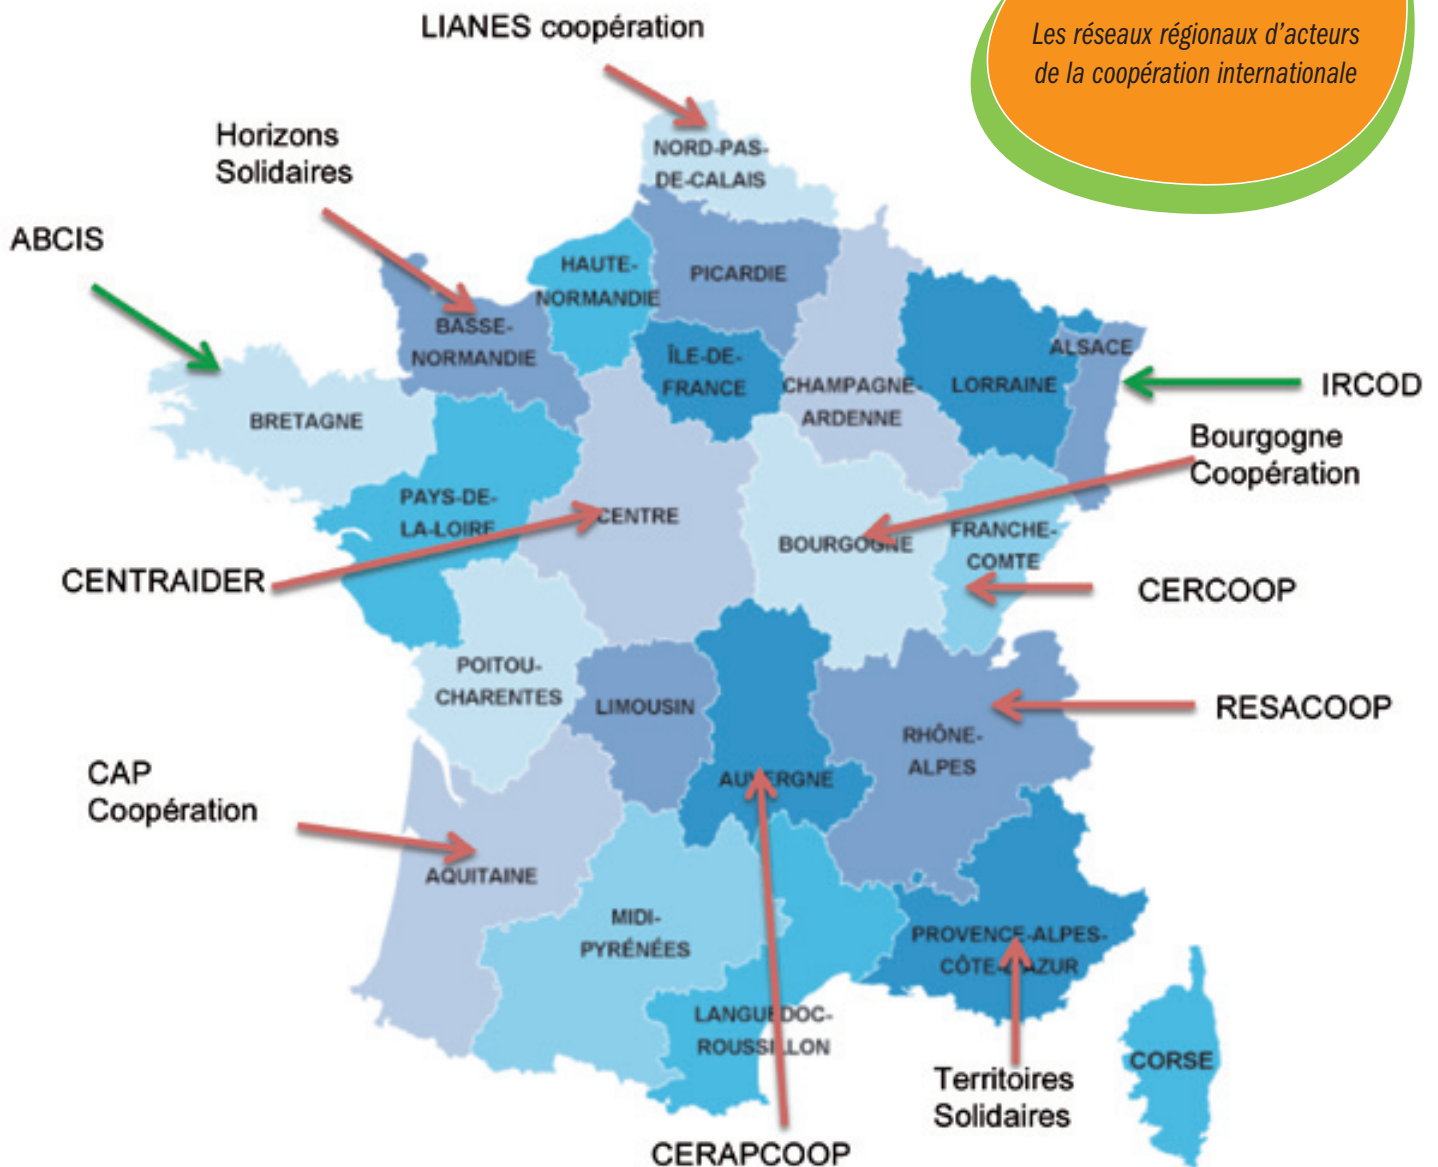 LIANES coopération
Les réseaux régionaux d'acteurs
de la coopération internationale
Horizons
Solidaires
ABCIS
NORD-PAS-
DE-CALAIS
HAUTE-
NORMANDIE
PICARDIE
BASSE-
NORMANDIE
ÎLE-DE-
FRANCE
CHAMPAGNE-
ARDENNE
LORRAINE
ALSACE
IRCOD
BRETAGNE
Bourgogne
Coopération
PAYS-DE-
LA-LOIRE
CENTRE
BOURGOGNE
FRANCHE-
COMTE
CENTRAIDER
CERCOOP
POITOU-
CHARENTES
LIMOUSIN
RESACOOP
RHÔNE-
ALPES
AUVERGNE
CAP
Coopération
AQUITAINE
MIDI-
PYRÉNÉES
PROVENCE-ALPES-
CÔTE-D'AZUR
LANGUEDOC-
ROUSSILLON
CORSE
Territoires
Solidaires
CERAPCOOP